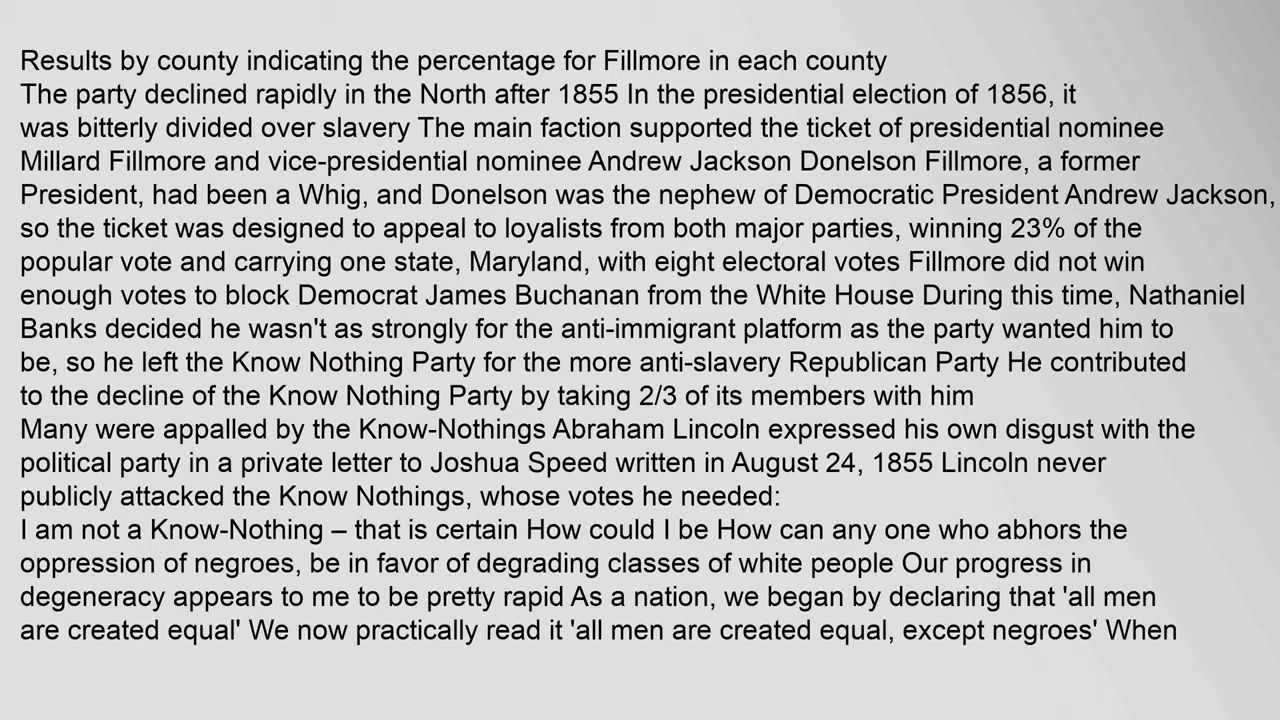 Results by county indicating the percentage for Fillmore in each county
The party declined rapidly in the North after 1855 In the presidential election of 1856, it
was bitterly divided over slavery The main faction supported the ticket of presidential nominee
Millard Fillmore and vice-presidential nominee Andrew Jackson Donelson Fillmore, a former
President, had been a Whig, and Donelson was the nephew of Democratic President Andrew Jackson,
so the ticket was designed to appeal to loyalists from both major parties, winning 23% of the
popular vote and carrying one state, Maryland, with eight electoral votes Fillmore did not win
enough votes to block Democrat James Buchanan from the White House During this time, Nathaniel
Banks decided he wasn't as strongly for the anti-immigrant platform as the party wanted him to
be, so he left the Know Nothing Party for the more anti-slavery Republican Party He contributed
to the decline of the Know Nothing Party by taking 2/3 of its members with him
Many were appalled by the Know-Nothings Abraham Lincoln expressed his own disgust with the
political party in a private letter to Joshua Speed written in August 24, 1855 Lincoln never
publicly attacked the Know Nothings, whose votes he needed:
I am not a Know-Nothing – that is certain How could I be How can any one who abhors the
oppression of negroes, be in favor of degrading classes of white people Our progress in
degeneracy appears to me to be pretty rapid As a nation, we began by declaring that 'all men
are created equal' We now practically read it 'all men are created equal, except negroes' When